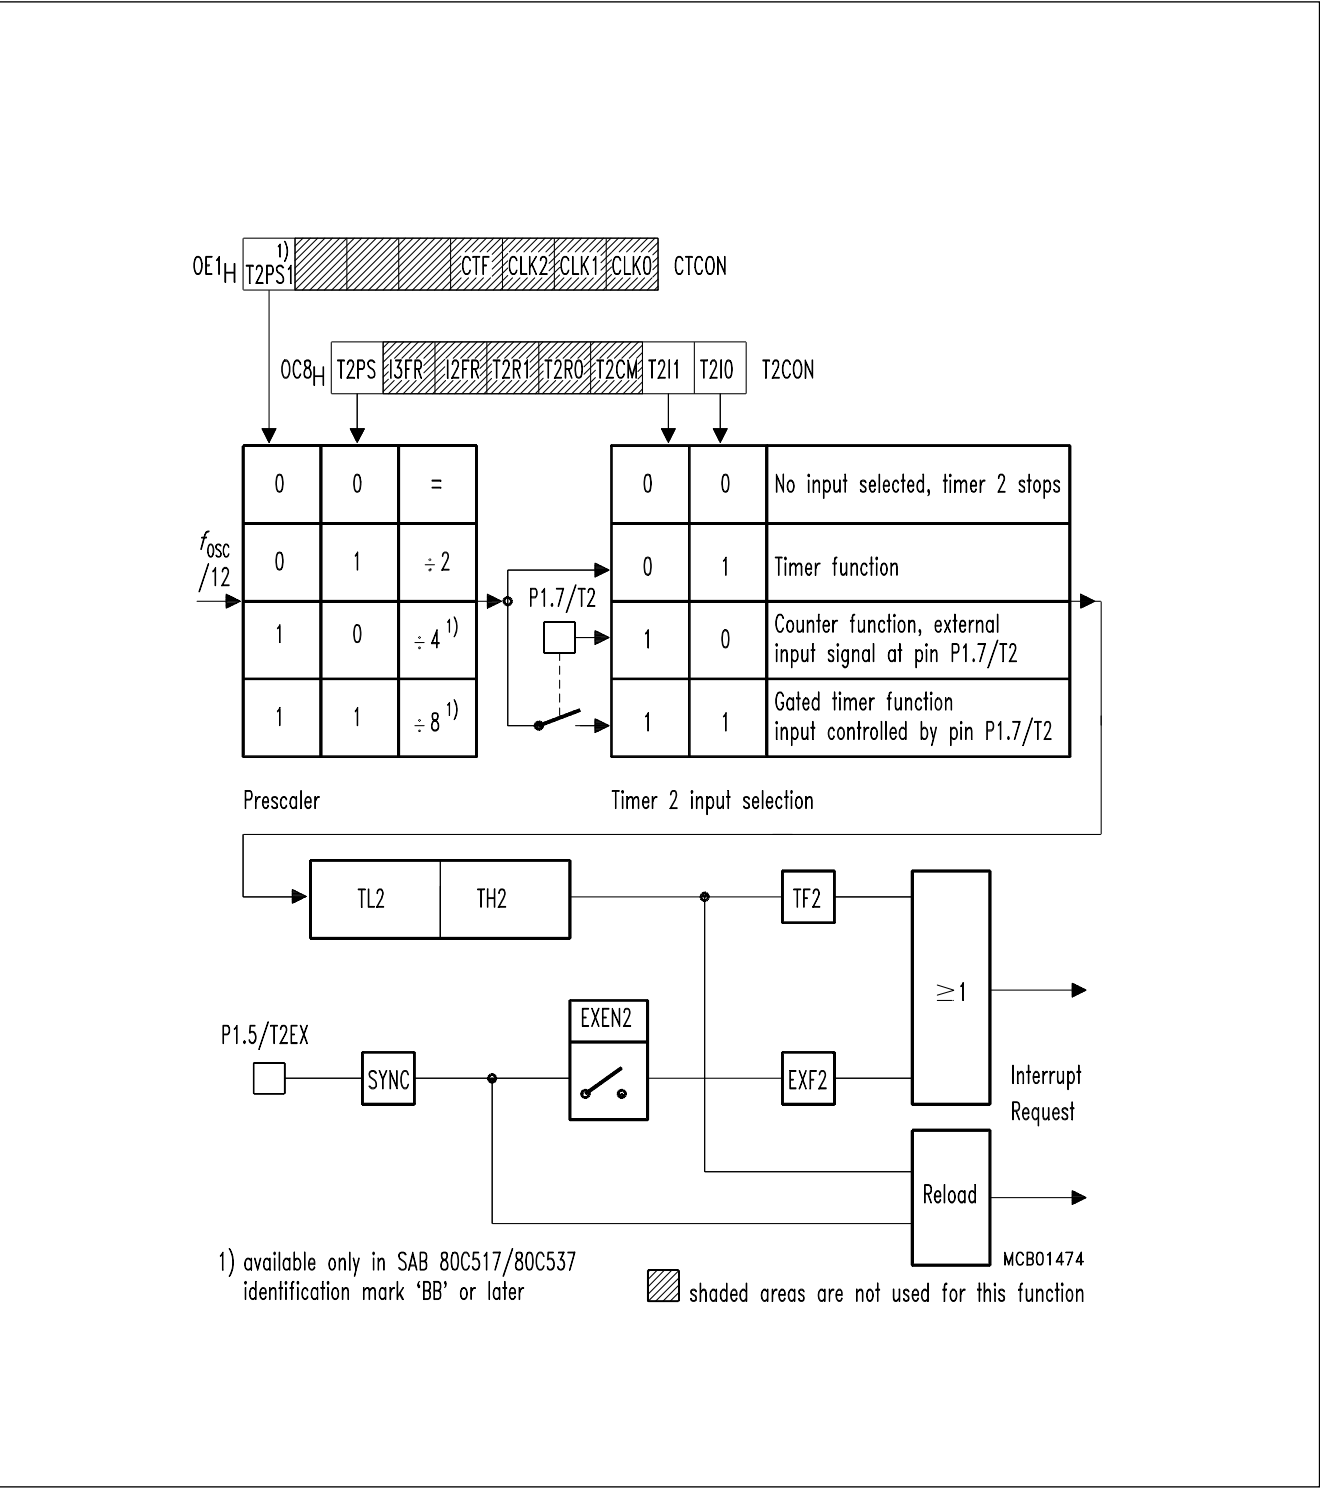 0E1H T2PS1 1) CTF CLK2 CLK1 CLK0 CTCON
0C8H T2PS I3FR I2FR T2R1 T2R0 T2CM T2I1 T2I0 T2CON
0 0 =
0 1 ÷2
1 0 ÷4 1)
1 1 ÷8 1)
fOSC
/12
P1.7/T2
0 0 No input selected, timer 2 stops
0 1 Timer function
1 0 Counter function, external
input signal at pin P1.7/T2
1 1 Gated timer function
input controlled by pin P1.7/T2
Prescaler
Timer 2 input selection
TL2 TH2
TF2
≥1
EXEN2
P1.5/T2EX
SYNC
EXF2
Interrupt
Request
Reload
1) available only in SAB 80C517/80C537
identification mark ‘BB’ or later
MCB01474
shaded areas are not used for this function